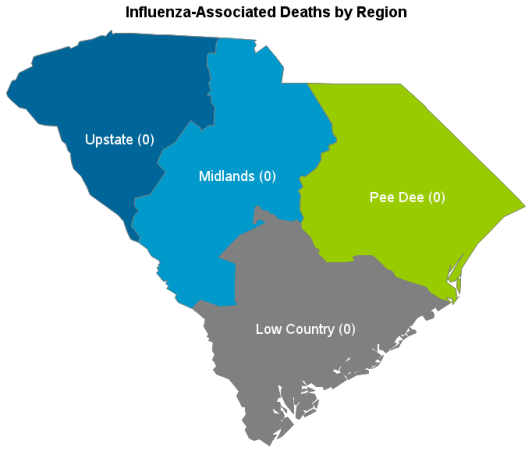 Influenza-Associated Deaths by Region
Upstate (0)
Midlands (0)
Pee Dee (0)
Low Country (0)